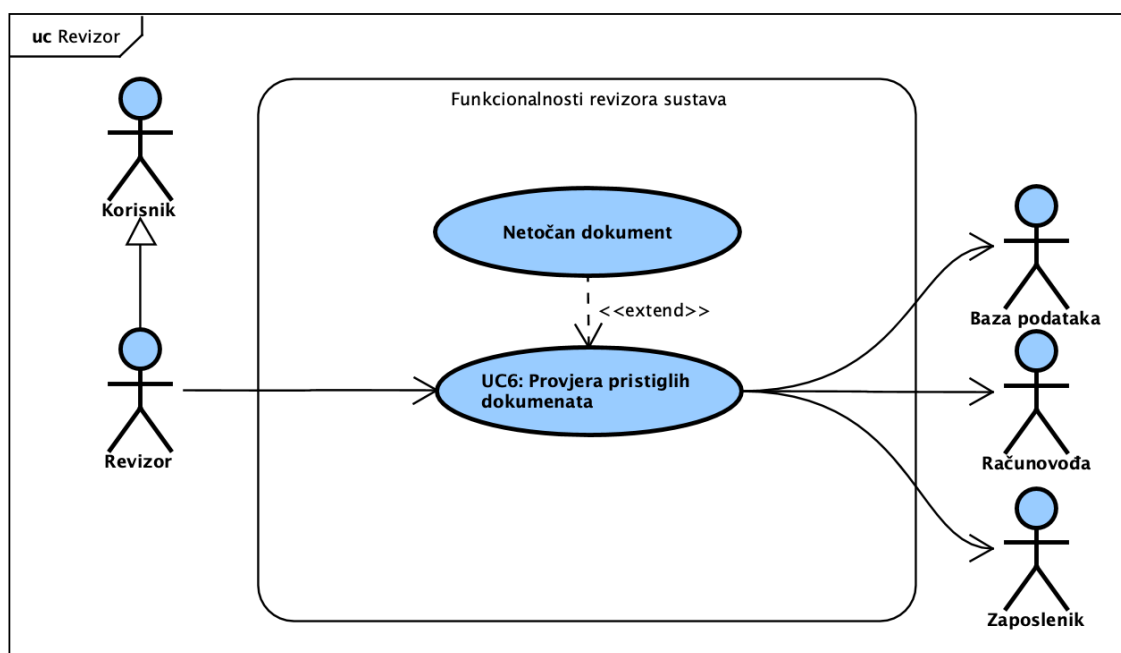 uc Revizor
Funkcionalnosti revizora sustava
Korisnik
Netočan dokument
Baza podataka
<<extend>>
UC6: Provjera pristiglih
dokumenata
Revizor
Računovođa
Zaposlenik